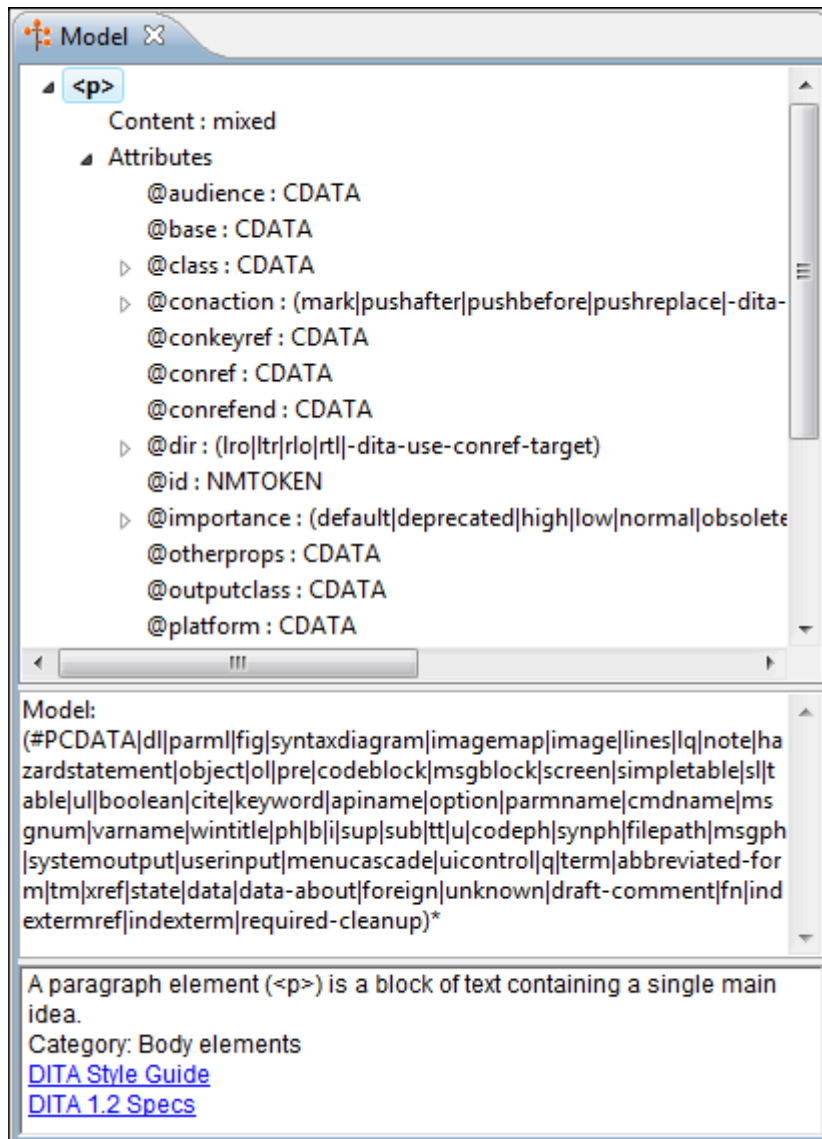 Model
<p>
Content : mixed
Attributes
@audience : CDATA
@base : CDATA
@class : CDATA
@conaction : (mark|pushafter|pushbefore|pushreplace|-dita-
@conkeyref : CDATA
@conref : CDATA
@conrefend : CDATA
@dir : (lro|ltr|rlo|rtl|-dita-use-conref-target)
@id : NMTOKEN
@importance : (default|deprecated|high|low|normal|obsolete
@otherprops : CDATA
@outputclass : CDATA
@platform : CDATA
Model:
(#PCDATA|dl|parml|fig|syntaxdiagram|imagemap|image|lines|lq|note|ha
zardstatement|object|ol|pre|codeblock|msgblock|screen|simpletable|sl|t
able|ul|boolean|cite|keyword|apiname|option|parmname|cmdname|ms
gnum|varname|wintitle|ph|b|i|sup|sub|tt|u|codeph|synph|filepath|msgph
|systemoutput|userinput|menucascade|uicontrol|q|term|abbreviated-for
m|tm|xref|state|data|data-about|foreign|unknown|draft-comment|fn|ind
extermref|indexterm|required-cleanup)*
A paragraph element (<p>) is a block of text containing a single main
idea.
Category: Body elements
DITA Style Guide
DITA 1.2 Specs